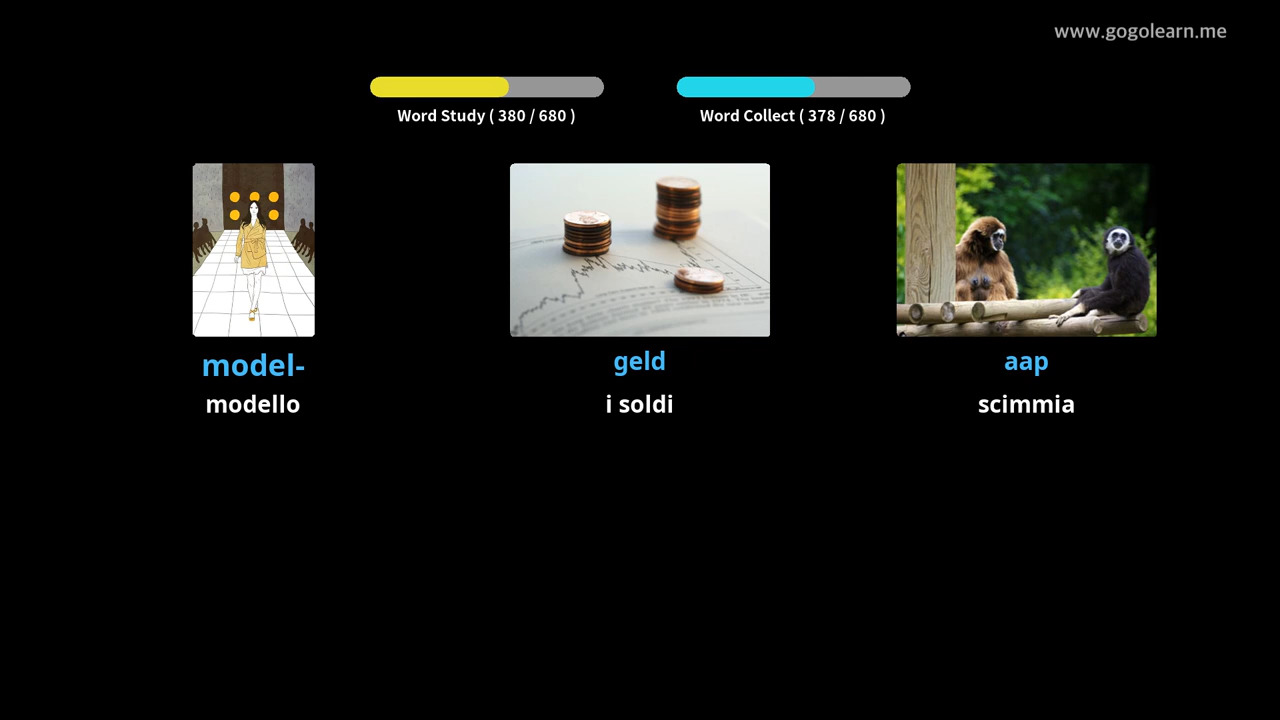 www.gogolearn.me
Word Study ( 380 / 680 )
Word Collect ( 378 / 680 )
model-
modello
geld
i soldi
aap
scimmia